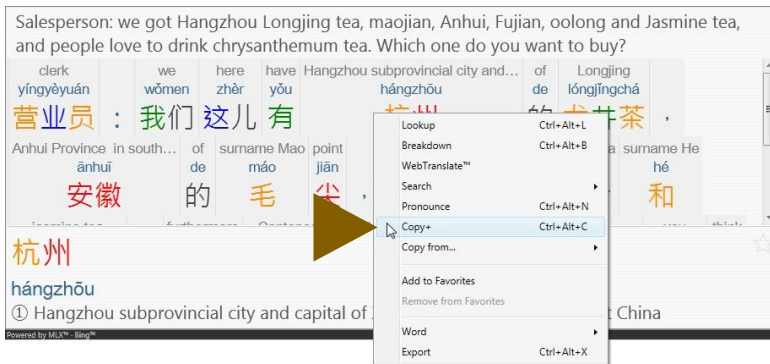 Salesperson: we got Hangzhou Longjing tea, maojian, Anhui, Fujian, oolong and Jasmine tea,
and people love to drink chrysanthemum tea. Which one do you want to buy?
clerk we here have Hangzhou subprovincial city and... of Longjing
yíngyèyuán wǒmen zhèr yǒu hángzhōu de lóngjǐngchá
营业员 : 我们 这儿 有 杭州 的 龙井茶 ,
Anhui Province in south... of surname Mao point a surname He
ānhuī de máo jiān hé
安徽 的 毛 尖 , 和
Lookup Ctrl+Alt+L
Breakdown Ctrl+Alt+B
WebTranslate™
Search
Pronounce Ctrl+Alt+N
Copy+ Ctrl+Alt+C
Copy from...
Add to Favorites
Remove from Favorites
Word
Export Ctrl+Alt+X
杭州
hángzhōu
① Hangzhou subprovincial city and capital of t China
Powered by MLX™ - Bing™